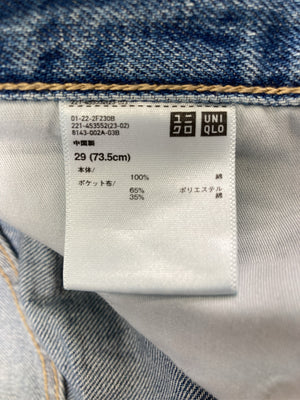 01-22-2F230B
221-453552(23-02)
8143-002A-03B
ユニ
クロ
UNI
QLO
中国製
29 (73.5cm)
本体/
100% 綿
ポケット布/
65% ポリエステル
35% 綿